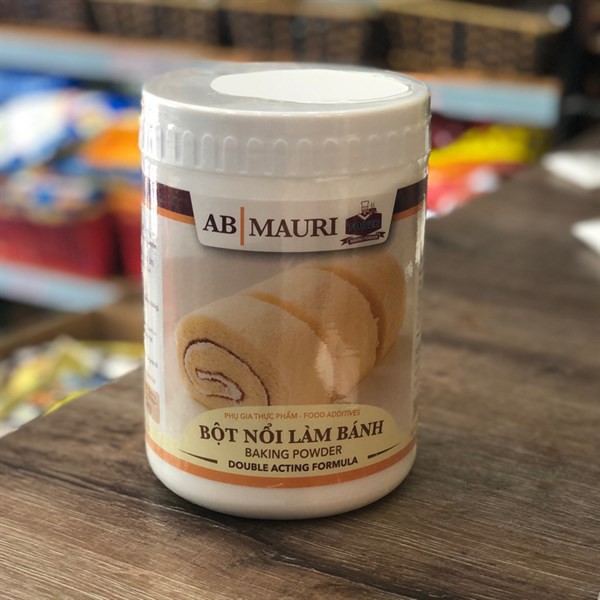 AB|MAURI
PHỤ GIA THỰC PHẨM - FOOD ADDITIVES
BỘT NỔI LÀM BÁNH
BAKING POWDER
DOUBLE ACTING FORMULA